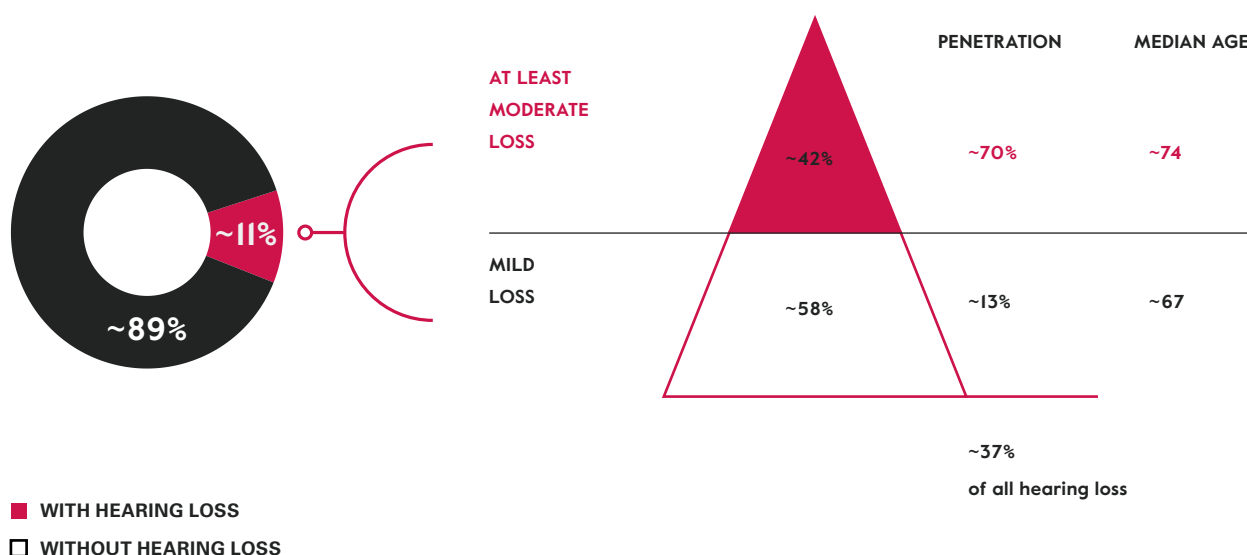 PENETRATION
MEDIAN AGE
AT LEAST
MODERATE
LOSS
~42%
~70%
~74
~11%
~89%
MILD
LOSS
~58%
~13%
~67
~37%
of all hearing loss
WITH HEARING LOSS
WITHOUT HEARING LOSS